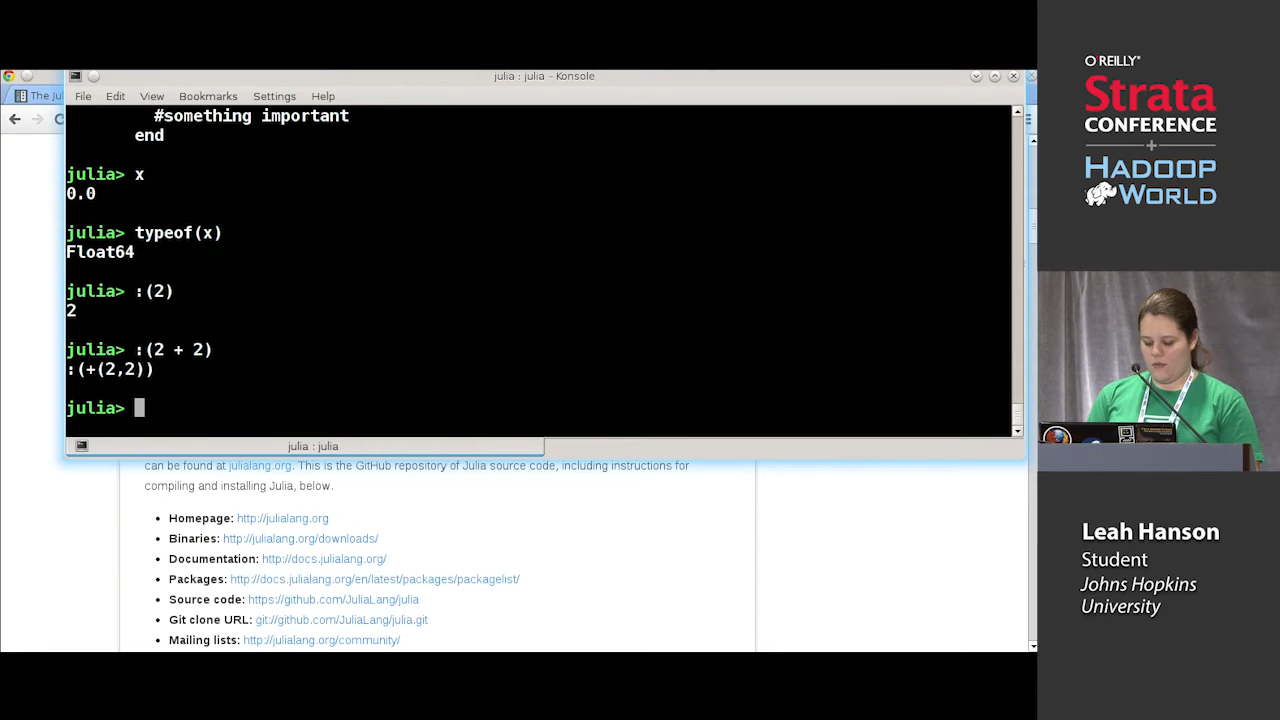 julia : julia – Konsole
The Jul
File Edit View Bookmarks Settings Help
#something important
end
julia> x
0.0
julia> typeof(x)
Float64
julia> :(2)
2
julia> :(2 + 2)
:(+(2,2))
julia>
julia : julia
can be found at julialang.org. This is the GitHub repository of Julia source code, including instructions for
compiling and installing Julia, below.
• Homepage: http://julialang.org
• Binaries: http://julialang.org/downloads/
• Documentation: http://docs.julialang.org/
• Packages: http://docs.julialang.org/en/latest/packages/packagelist/
• Source code: https://github.com/JuliaLang/julia
• Git clone URL: git://github.com/JuliaLang/julia.git
• Mailing lists: http://julialang.org/community/
O'REILLY®
Strata
CONFERENCE
+
HADOOP
WORLD
Leah Hanson
Student
Johns Hopkins
University